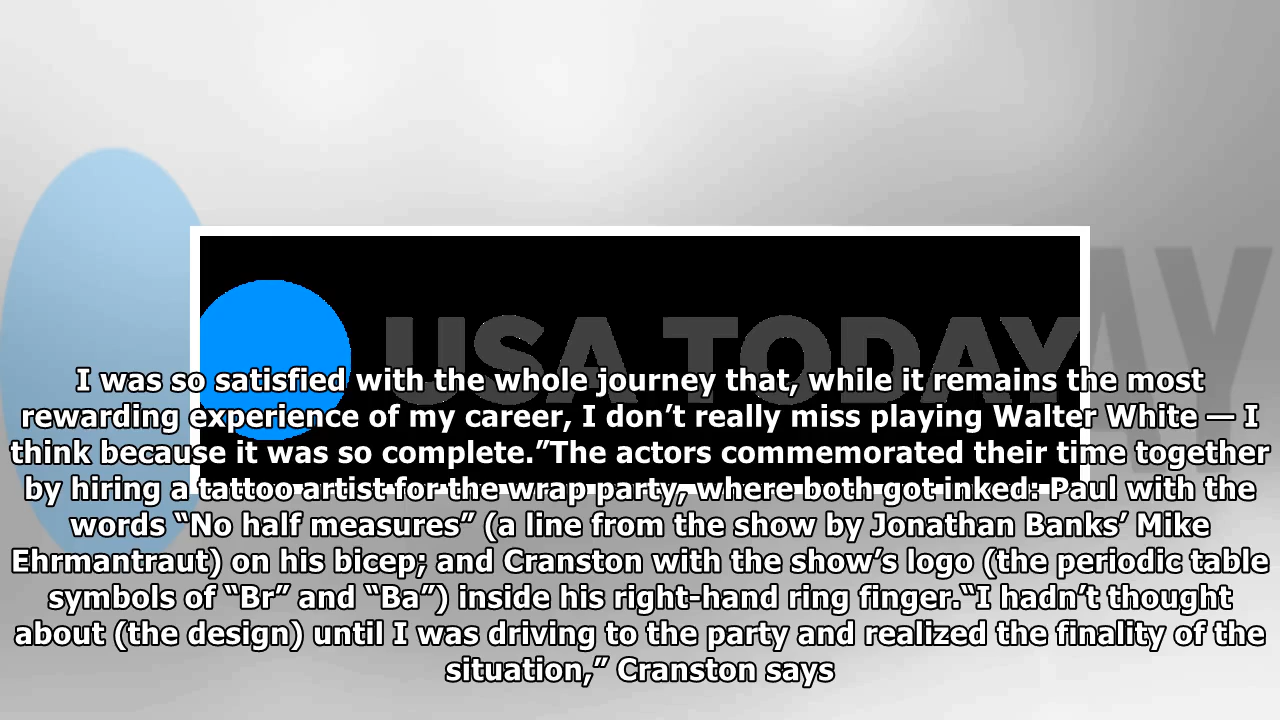 USA TODAY
AY
I was so satisfied with the whole journey that, while it remains the most
rewarding experience of my career, I don’t really miss playing Walter White — I
think because it was so complete.”The actors commemorated their time together
by hiring a tattoo artist for the wrap party, where both got inked: Paul with the
words “No half measures” (a line from the show by Jonathan Banks’ Mike
Ehrmantraut) on his bicep; and Cranston with the show’s logo (the periodic table
symbols of “Br” and “Ba”) inside his right-hand ring finger.“I hadn’t thought
about (the design) until I was driving to the party and realized the finality of the
situation,” Cranston says